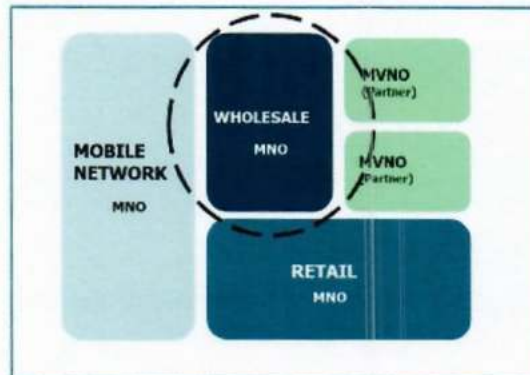 MOBILE
NETWORK
MNO
WHOLESALE
MNO
MVNO
(Partner)
MVNO
(Partner)
RETAIL
MNO